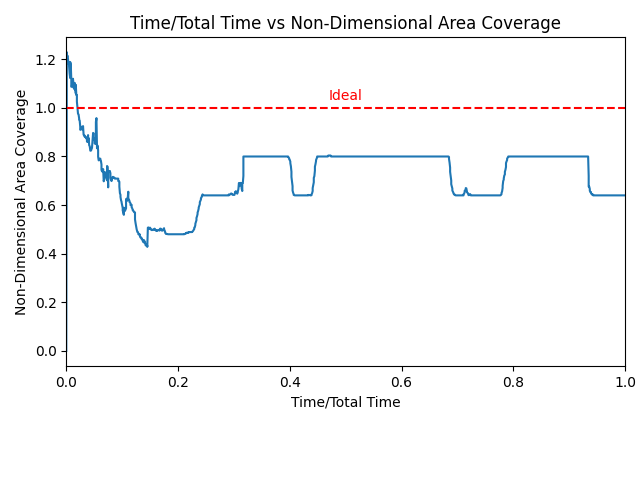 Time/Total Time vs Non-Dimensional Area Coverage
1.2
1.0
0.8
0.6
0.4
0.2
0.0
Non-Dimensional Area Coverage
Ideal
0.0 0.2 0.4 0.6 0.8 1.0
Time/Total Time